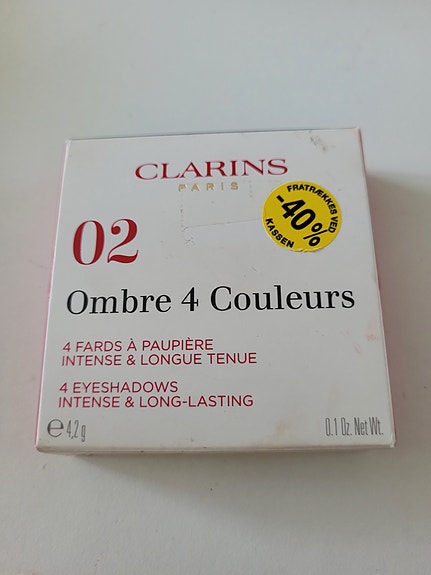 CLARINS
PARIS
FRATRÆKKES VED
-40%
KASSEN
02
Ombre 4 Couleurs
4 FARDS À PAUPIÈRE
INTENSE & LONGUE TENUE
4 EYESHADOWS
INTENSE & LONG-LASTING
℮ 4,2 g
0.1 Oz. Net Wt.